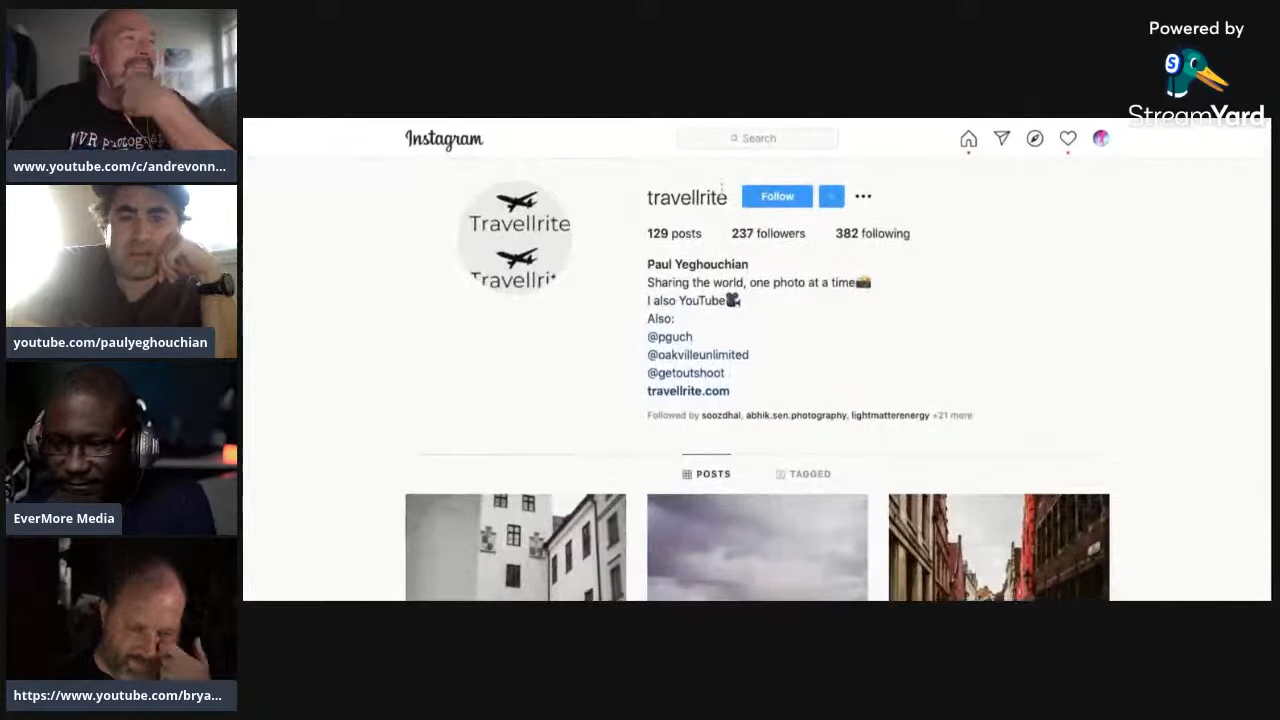 Powered by
StreamYard
www.youtube.com/c/andrevonn...
youtube.com/paulyeghouchian
EverMore Media
https://www.youtube.com/brya...
Instagram
Search
Travellrite
travellrite
Follow
129 posts 237 followers 382 following
Paul Yeghouchian
Sharing the world, one photo at a time📸
I also YouTube🎥
Also:
@pguch
@oakvilleunlimited
@getoutshoot
travellrite.com
Followed by soozdhal, abhik.sen.photography, lightmatterenergy +21 more
POSTS TAGGED